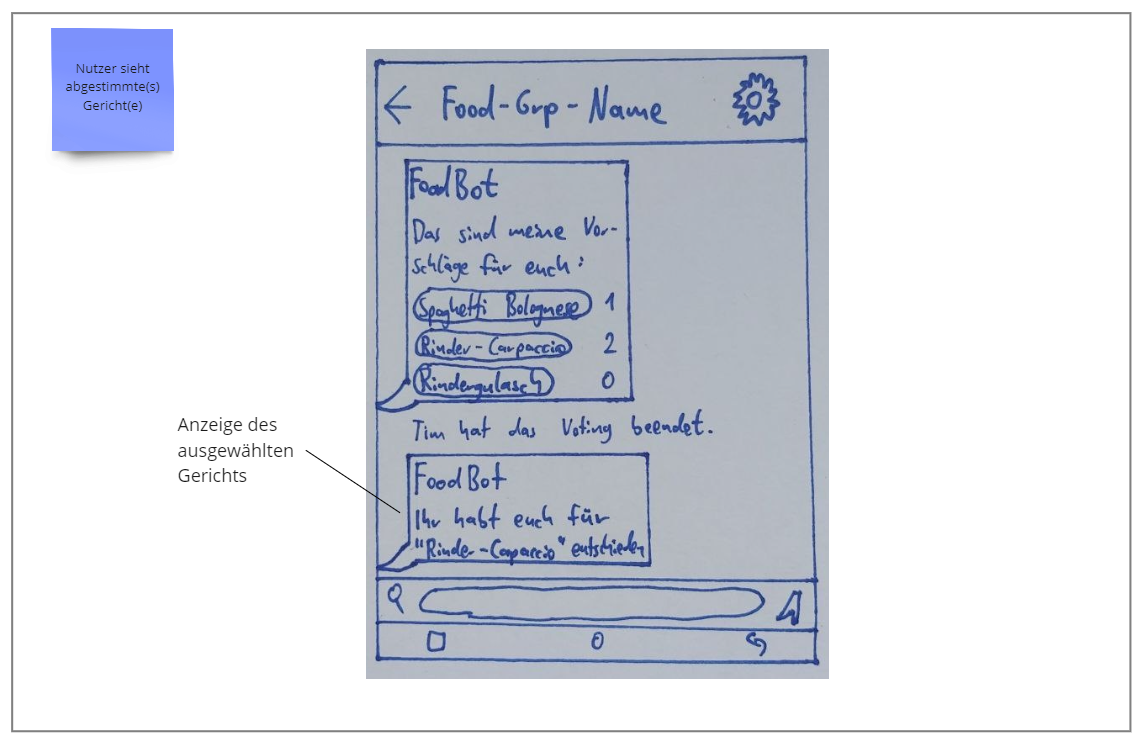 Nutzer sieht
abgestimmte(s)
Gericht(e)
Food-Grp-Name
FoodBot
Das sind meine Vor-
schläge für euch:
Spaghetti Bolognese 1
Rinder-Carpaccio 2
Rindergulasch 0
Tim hat das Voting beendet.
Anzeige des
ausgewählten
Gerichts
FoodBot
Ihr habt euch für
"Rinder-Carpaccio" entschieden